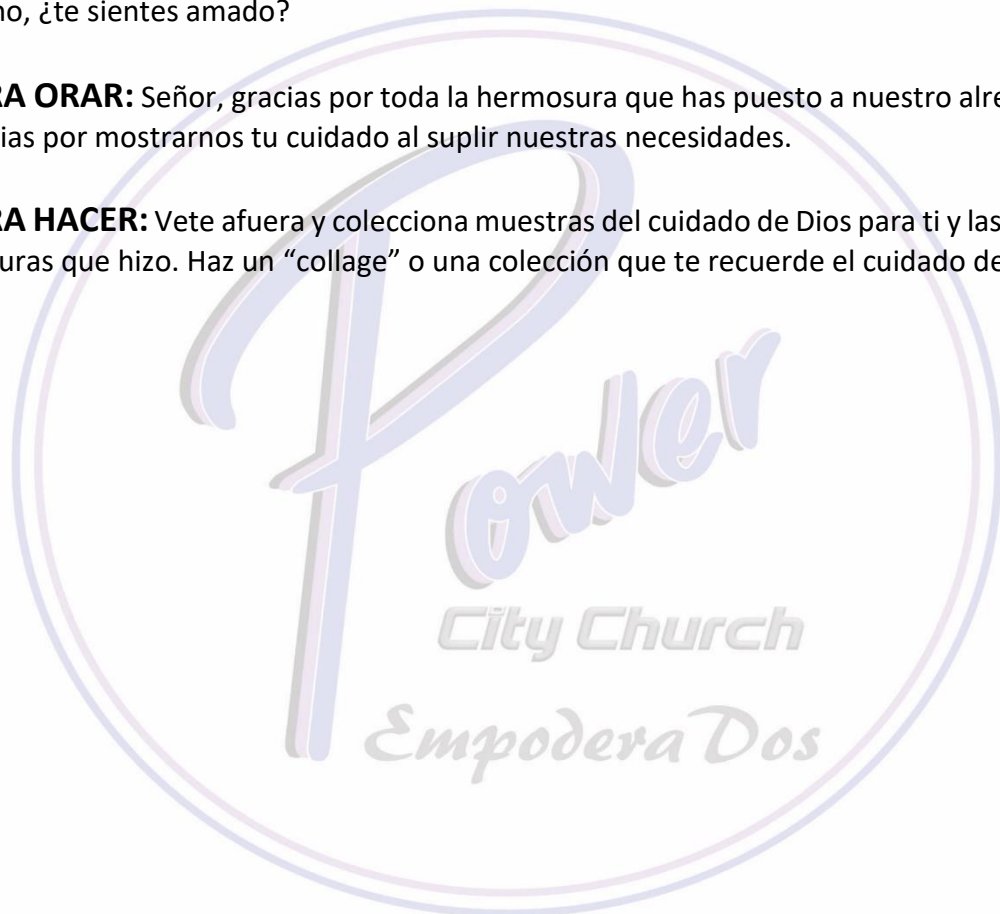 no, ¿te sientes amado?
RA ORAR: Señor, gracias por toda la hermosura que has puesto a nuestro alre
ias por mostrarnos tu cuidado al suplir nuestras necesidades.
RA HACER: Vete afuera y colecciona muestras del cuidado de Dios para ti y las
uras que hizo. Haz un “collage” o una colección que te recuerde el cuidado de
Power
City Church
EmpoderaDos